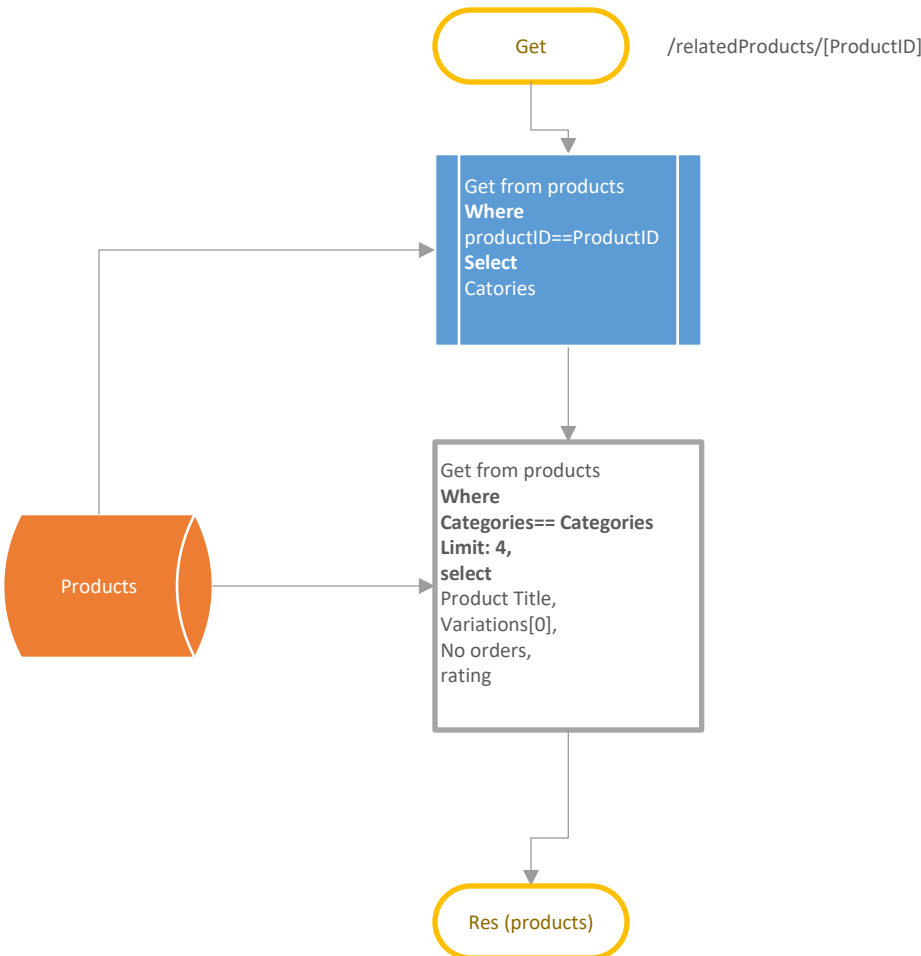 Get
/relatedProducts/[ProductID]
Get from products
Where
productID==ProductID
Select
Catories
Get from products
Where
Categories== Categories
Limit: 4,
select
Product Title,
Variations[0],
No orders,
rating
Products
Res (products)